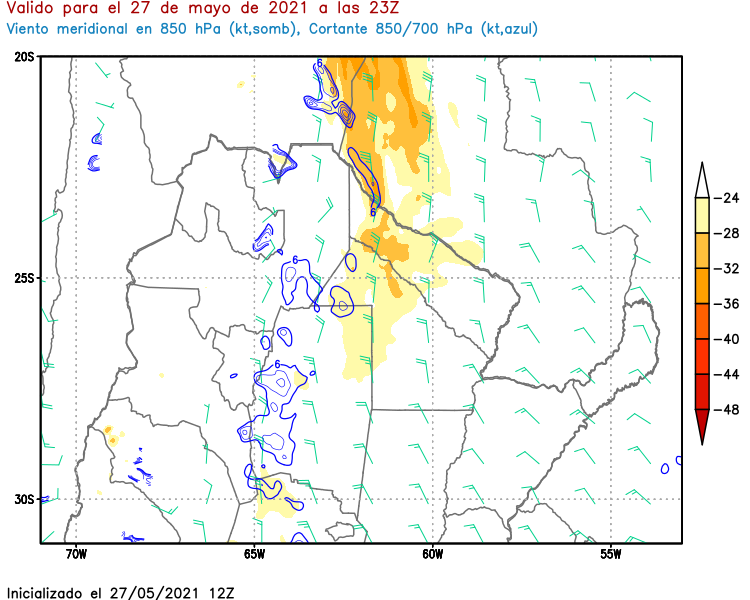 Valido para el 27 de mayo de 2021 a las 23Z
Viento meridional en 850 hPa (kt,somb), Cortante 850/700 hPa (kt,azul)
20S
25S
30S
70W
65W
60W
55W
6
6
6
6
-24
-28
-32
-36
-40
-44
-48
Inicializado el 27/05/2021 12Z